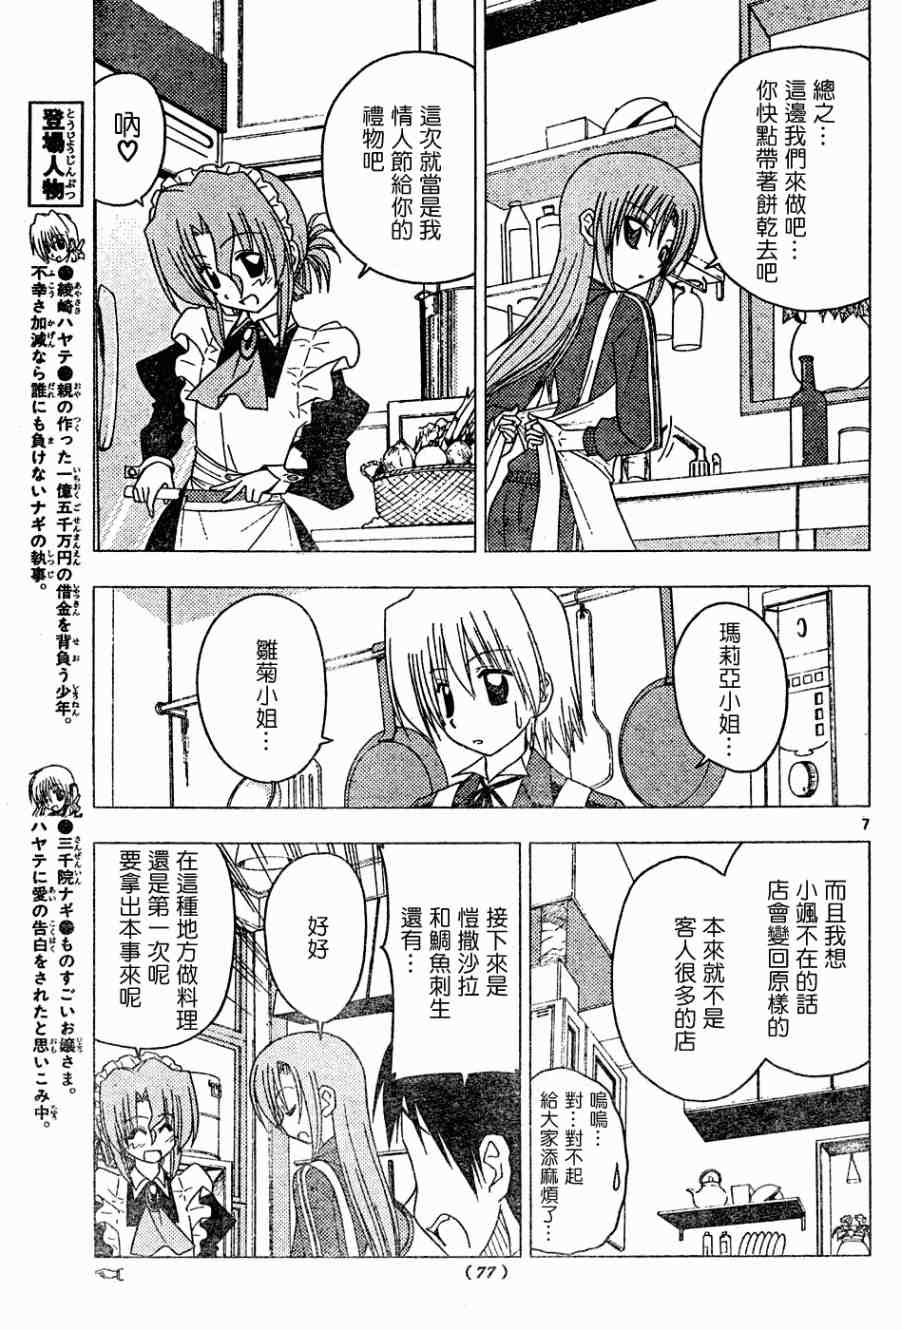 總之…
這邊我們來做吧…
你快點帶著餅乾去吧
這次就當是我
情人節給你的
禮物吧
吶♡
瑪莉亞小姐…
雛菊小姐…
7
而且我想
小颯不在的話
店會變回原樣的
本來就不是
客人很多的店
嗚嗚…
對…對不起
給大家添麻煩了…
接下來是
愷撒沙拉
和鯛魚刺生
還有…
好好
在這種地方做料理
還是第一次呢
要拿出本事來呢
登場人物
とうじょうじんぶつ
●綾崎ハヤテ●親の作った一億五千万円の借金を背負う少年。
不幸さ加減なら誰にも負けないナギの執事。
●三千院ナギ●ものすごいお嬢さま。
ハヤテに愛の告白をされたと思いこみ中。
(77)